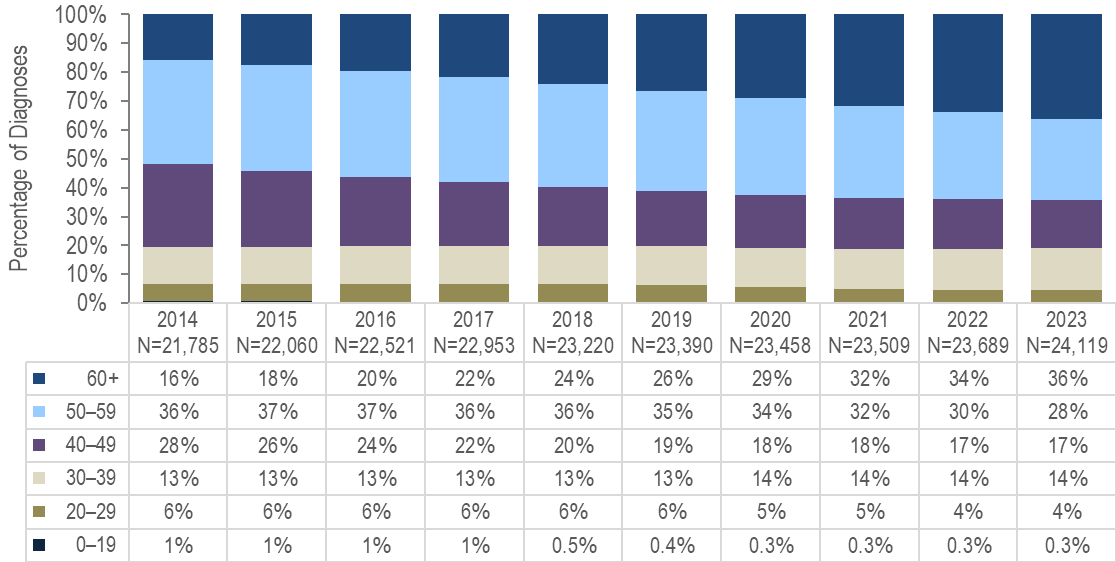 Percentage of Diagnoses
100%
90%
80%
70%
60%
50%
40%
30%
20%
10%
0%
2014 2015 2016 2017 2018 2019 2020 2021 2022 2023
N=21,785 N=22,060 N=22,521 N=22,953 N=23,220 N=23,390 N=23,458 N=23,509 N=23,689 N=24,119
60+ 16% 18% 20% 22% 24% 26% 29% 32% 34% 36%
50–59 36% 37% 37% 36% 36% 35% 34% 32% 30% 28%
40–49 28% 26% 24% 22% 20% 19% 18% 18% 17% 17%
30–39 13% 13% 13% 13% 13% 13% 14% 14% 14% 14%
20–29 6% 6% 6% 6% 6% 6% 5% 5% 4% 4%
0–19 1% 1% 1% 1% 0.5% 0.4% 0.3% 0.3% 0.3% 0.3%